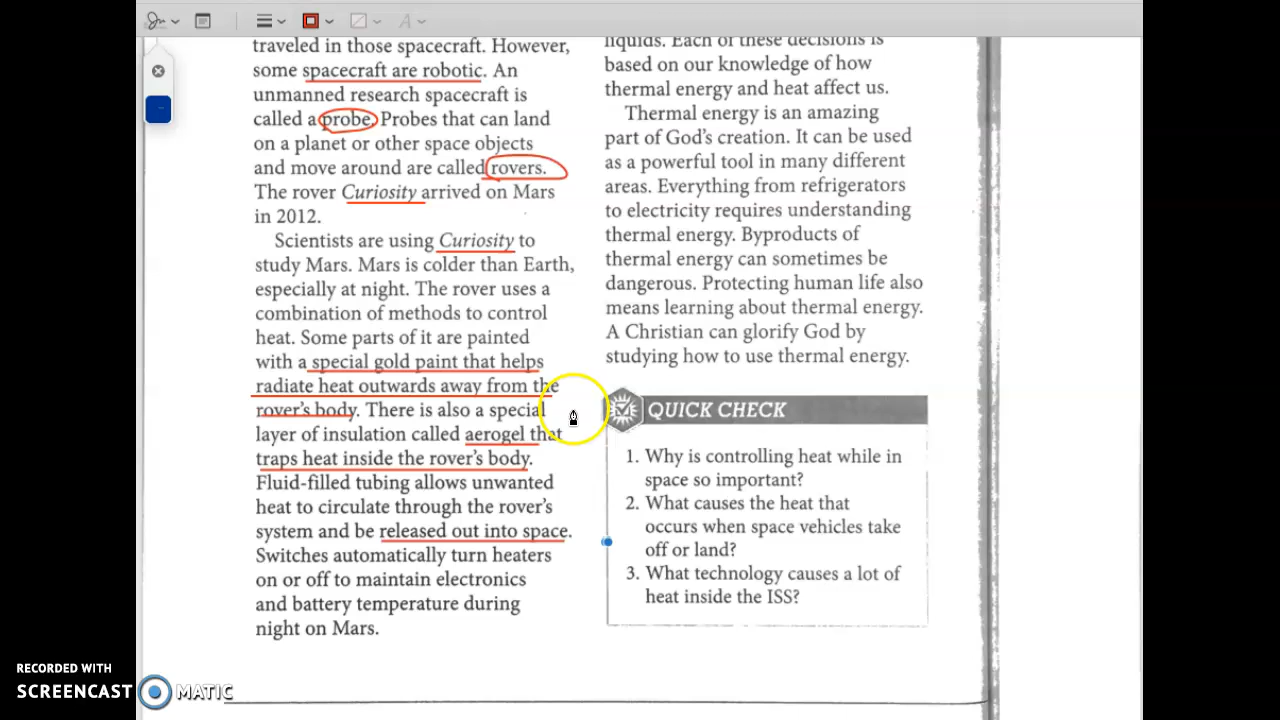 traveled in those spacecraft. However,
some spacecraft are robotic. An
unmanned research spacecraft is
called a probe. Probes that can land
on a planet or other space objects
and move around are called rovers.
The rover Curiosity arrived on Mars
in 2012.
Scientists are using Curiosity to
study Mars. Mars is colder than Earth,
especially at night. The rover uses a
combination of methods to control
heat. Some parts of it are painted
with a special gold paint that helps
radiate heat outwards away from the
rover's body. There is also a special
layer of insulation called aerogel that
traps heat inside the rover's body.
Fluid-filled tubing allows unwanted
heat to circulate through the rover's
system and be released out into space.
Switches automatically turn heaters
on or off to maintain electronics
and battery temperature during
night on Mars.
liquids. Each of these decisions is
based on our knowledge of how
thermal energy and heat affect us.
Thermal energy is an amazing
part of God's creation. It can be used
as a powerful tool in many different
areas. Everything from refrigerators
to electricity requires understanding
thermal energy. Byproducts of
thermal energy can sometimes be
dangerous. Protecting human life also
means learning about thermal energy.
A Christian can glorify God by
studying how to use thermal energy.
QUICK CHECK
1. Why is controlling heat while in
space so important?
2. What causes the heat that
occurs when space vehicles take
off or land?
3. What technology causes a lot of
heat inside the ISS?
RECORDED WITH
SCREENCAST MATIC